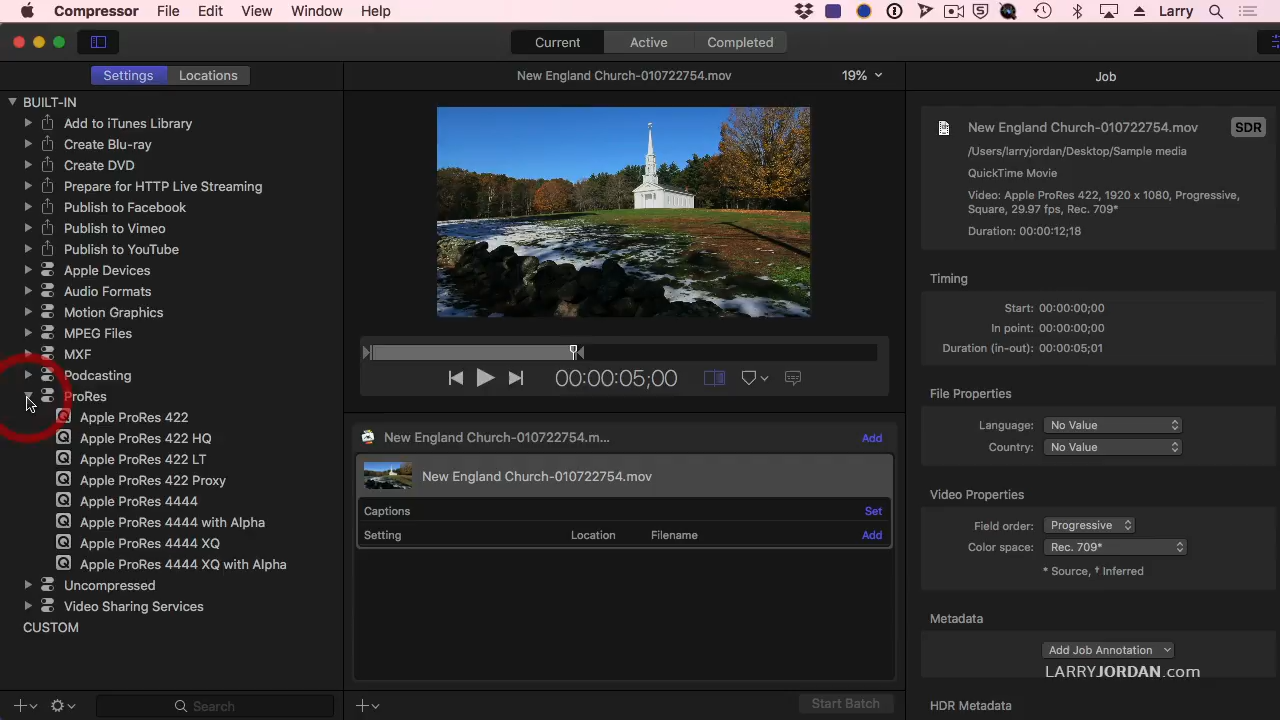 Compressor File Edit View Window Help Larry
Current Active Completed
Settings Locations
BUILT-IN
Add to iTunes Library
Create Blu-ray
Create DVD
Prepare for HTTP Live Streaming
Publish to Facebook
Publish to Vimeo
Publish to YouTube
Apple Devices
Audio Formats
Motion Graphics
MPEG Files
MXF
Podcasting
ProRes
Apple ProRes 422
Apple ProRes 422 HQ
Apple ProRes 422 LT
Apple ProRes 422 Proxy
Apple ProRes 4444
Apple ProRes 4444 with Alpha
Apple ProRes 4444 XQ
Apple ProRes 4444 XQ with Alpha
Uncompressed
Video Sharing Services
CUSTOM
Search
New England Church-010722754.mov 19%
00:00:05;00
New England Church-010722754.m... Add
New England Church-010722754.mov
Captions Set
Setting Location Filename Add
Start Batch
Job
New England Church-010722754.mov SDR
/Users/larryjordan/Desktop/Sample media
QuickTime Movie
Video: Apple ProRes 422, 1920 x 1080, Progressive,
Square, 29.97 fps, Rec. 709*
Duration: 00:00:12;18
Timing
Start: 00:00:00;00
In point: 00:00:00;00
Duration (in-out): 00:00:05;01
File Properties
Language: No Value
Country: No Value
Video Properties
Field order: Progressive
Color space: Rec. 709*
* Source, † Inferred
Metadata
Add Job Annotation
LARRYJORDAN.com
HDR Metadata